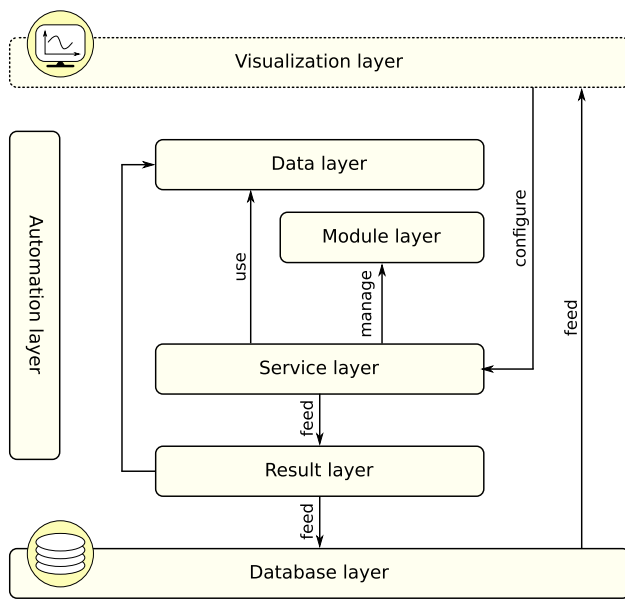 Visualization layer
Data layer
Module layer
Automation layer
use
manage
configure
feed
Service layer
feed
Result layer
feed
Database layer